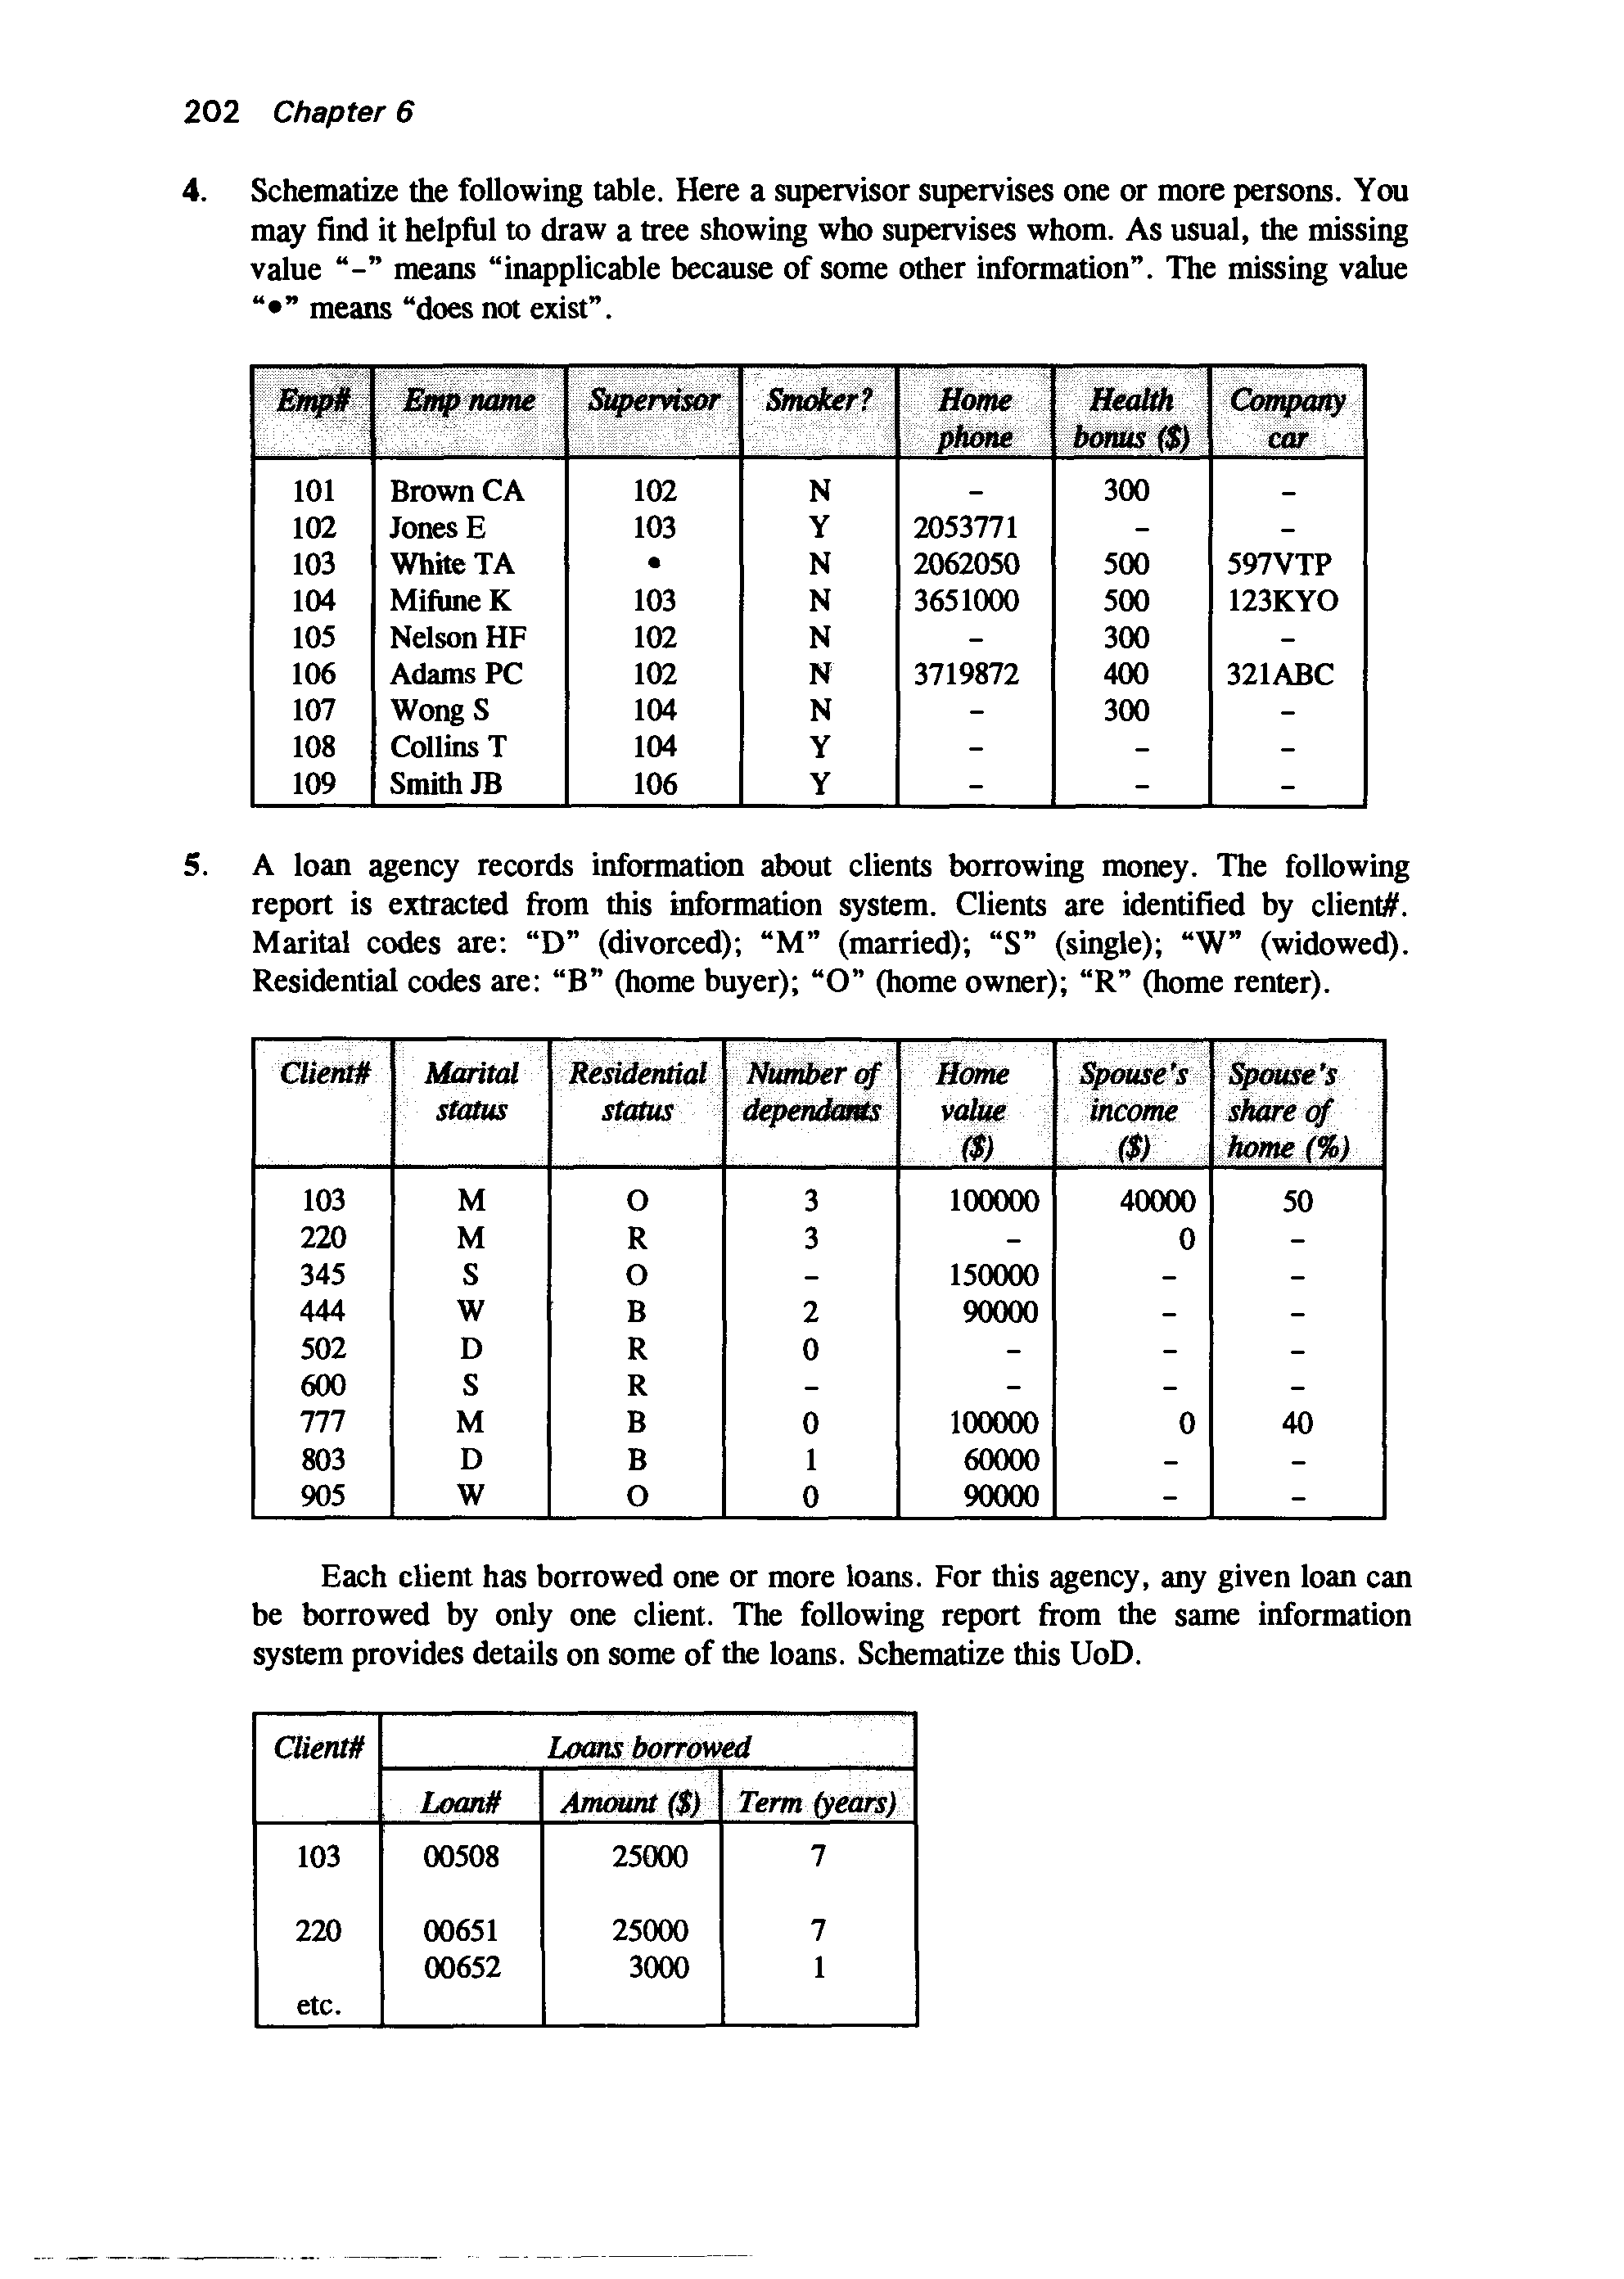 202 Chapter 6
4. Schematize the following table. Here a supervisor supervises one or more persons. You
may find it helpful to draw a tree showing who supervises whom. As usual, the missing
value “-” means “inapplicable because of some other information”. The missing value
“•” means “does not exist”.
Emp# Emp name Supervisor Smoker? Home Health Company
phone bonus ($) car
101 Brown CA 102 N – 300 –
102 Jones E 103 Y 2053771 – –
103 White TA • N 2062050 500 597VTP
104 Mifune K 103 N 3651000 500 123KYO
105 Nelson HF 102 N – 300 –
106 Adams PC 102 N 3719872 400 321ABC
107 Wong S 104 N – 300 –
108 Collins T 104 Y – – –
109 Smith JB 106 Y – – –
5. A loan agency records information about clients borrowing money. The following
report is extracted from this information system. Clients are identified by client#.
Marital codes are: “D” (divorced); “M” (married); “S” (single); “W” (widowed).
Residential codes are: “B” (home buyer); “O” (home owner); “R” (home renter).
Client# Marital Residential Number of Home Spouse's Spouse's
status status dependants value income share of
($) ($) home (%)
103 M O 3 100000 40000 50
220 M R 3 – 0 –
345 S O – 150000 – –
444 W B 2 90000 – –
502 D R 0 – – –
600 S R – – – –
777 M B 0 100000 0 40
803 D B 1 60000 – –
905 W O 0 90000 – –
Each client has borrowed one or more loans. For this agency, any given loan can
be borrowed by only one client. The following report from the same information
system provides details on some of the loans. Schematize this UoD.
Client# Loans borrowed
Loan# Amount ($) Term (years)
103 00508 25000 7
220 00651 25000 7
00652 3000 1
etc.